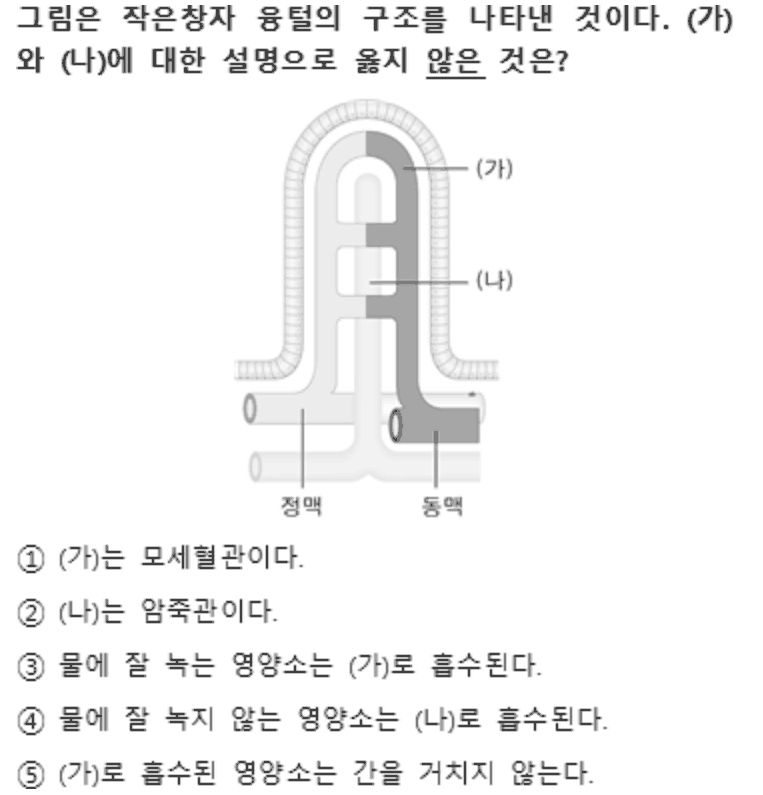 그림은 작은창자 융털의 구조를 나타낸 것이다. (가)
와 (나)에 대한 설명으로 옳지 않은 것은?
(가)
(나)
정맥 동맥
① (가)는 모세혈관이다.
② (나)는 암죽관이다.
③ 물에 잘 녹는 영양소는 (가)로 흡수된다.
④ 물에 잘 녹지 않는 영양소는 (나)로 흡수된다.
⑤ (가)로 흡수된 영양소는 간을 거치지 않는다.